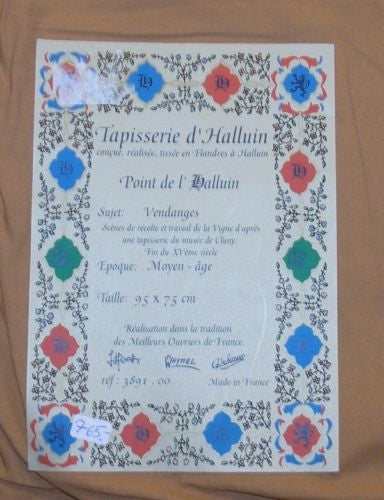 Tapisserie d'Halluin
conçue, réalisée, tissée en Flandres à Halluin
Point de l' Halluin
Sujet: Vendanges
Scènes de récolte et travail de la Vigne d'après
une tapisserie du musée de Cluny.
Fin du XVème siècle
Epoque: Moyen - âge
Taille: 95 x 75 cm
Réalisation dans la tradition
des Meilleurs Ouvriers de France.
réf : 3891 . 00 Made in France
765.